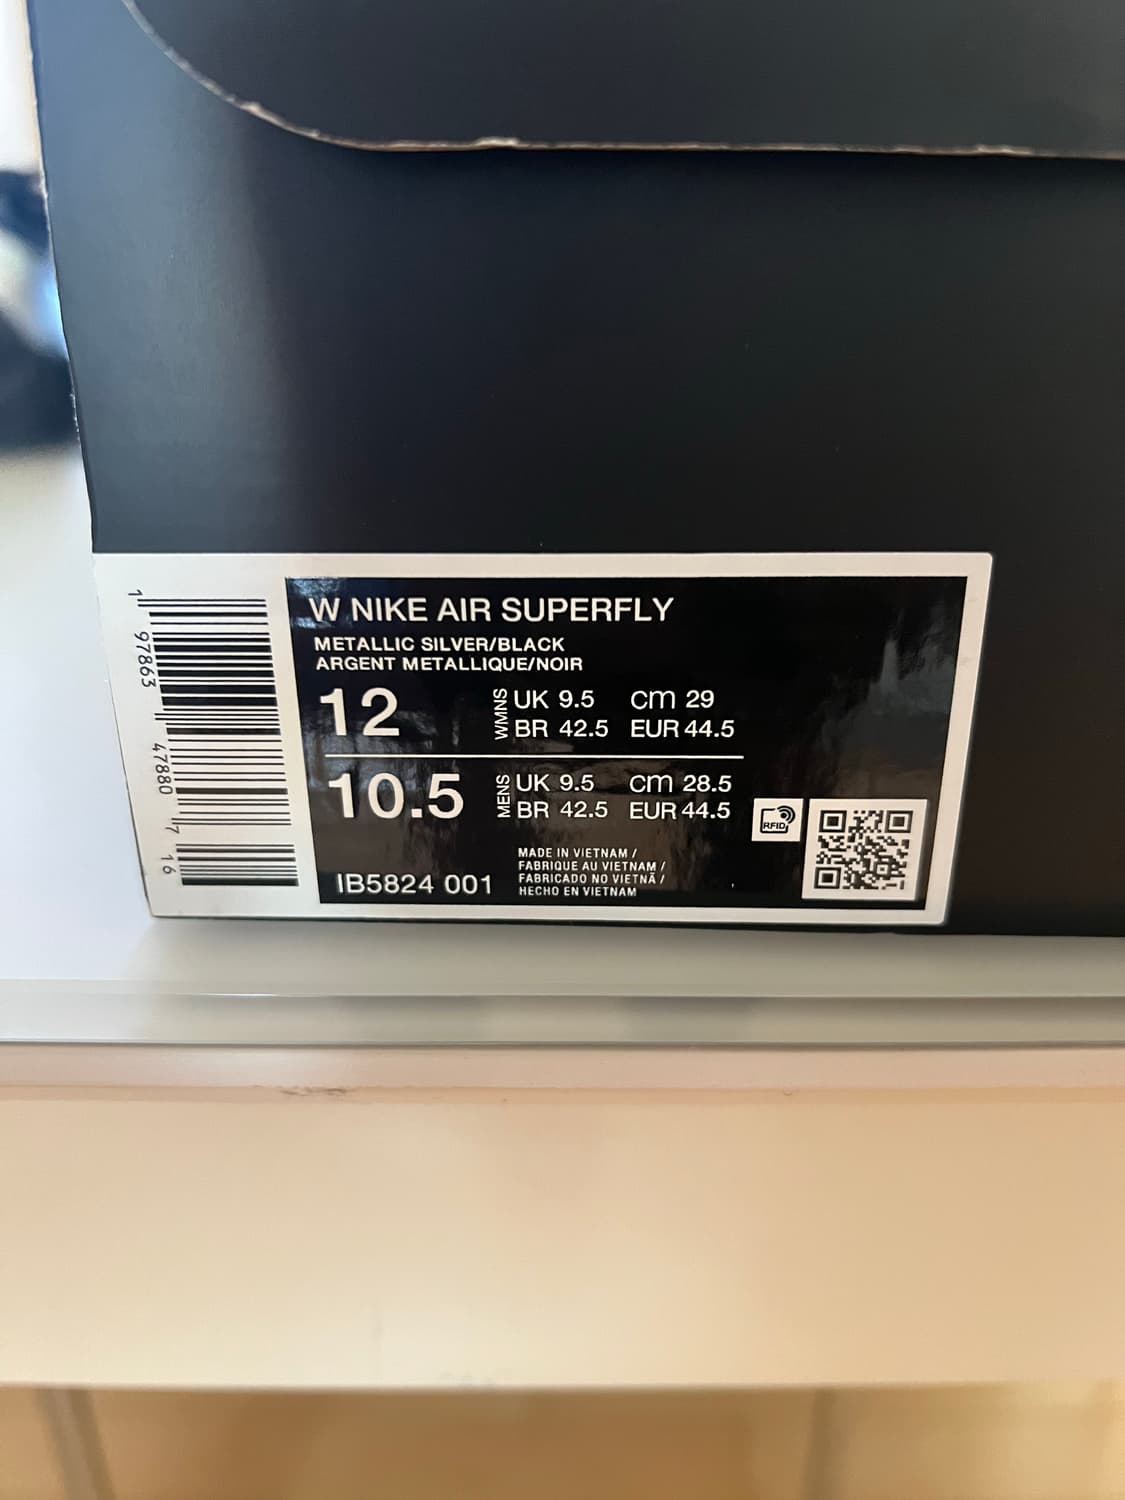 W NIKE AIR SUPERFLY
METALLIC SILVER/BLACK
ARGENT METALLIQUE/NOIR
12 WMNS UK 9.5 cm 29
BR 42.5 EUR 44.5
10.5 MENS UK 9.5 cm 28.5
BR 42.5 EUR 44.5
RFID
MADE IN VIETNAM /
FABRIQUE AU VIETNAM /
FABRICADO NO VIETNÃ /
HECHO EN VIETNAM
IB5824 001
1 97863 47880 7 16